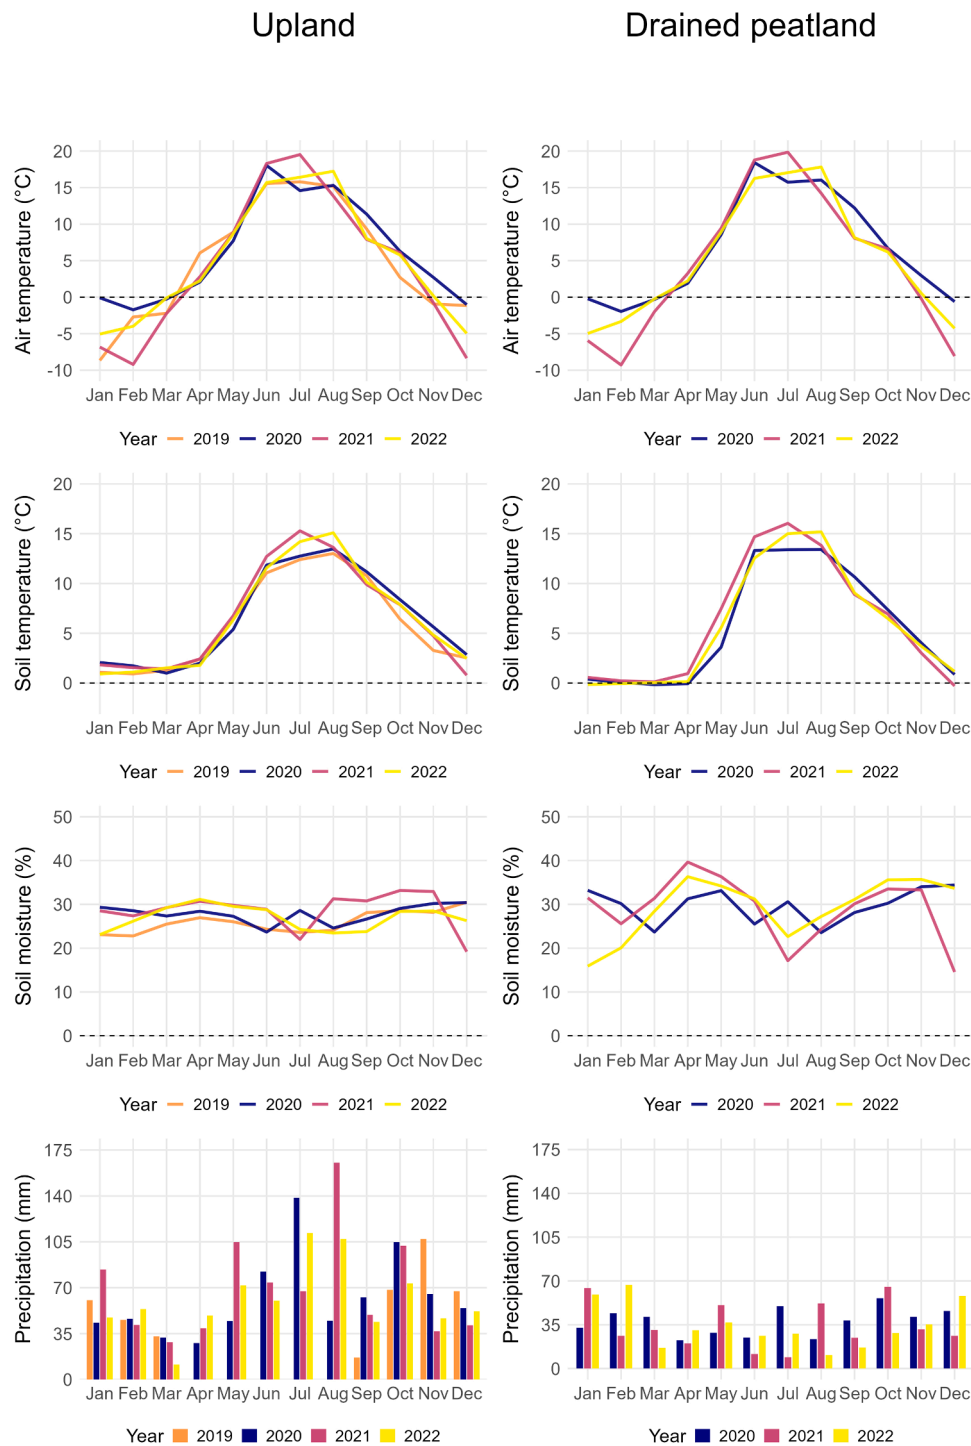 Upland
Drained peatland
Air temperature (°C)
20
15
10
5
0
-5
-10
Jan Feb Mar Apr May Jun Jul Aug Sep Oct Nov Dec
Year 2019 2020 2021 2022
Air temperature (°C)
20
15
10
5
0
-5
-10
Jan Feb Mar Apr May Jun Jul Aug Sep Oct Nov Dec
Year 2020 2021 2022
Soil temperature (°C)
20
15
10
5
0
Jan Feb Mar Apr May Jun Jul Aug Sep Oct Nov Dec
Year 2019 2020 2021 2022
Soil temperature (°C)
20
15
10
5
0
Jan Feb Mar Apr May Jun Jul Aug Sep Oct Nov Dec
Year 2020 2021 2022
Soil moisture (%)
50
40
30
20
10
0
Jan Feb Mar Apr May Jun Jul Aug Sep Oct Nov Dec
Year 2019 2020 2021 2022
Soil moisture (%)
50
40
30
20
10
0
Jan Feb Mar Apr May Jun Jul Aug Sep Oct Nov Dec
Year 2020 2021 2022
Precipitation (mm)
175
140
105
70
35
0
Jan Feb Mar Apr May Jun Jul Aug Sep Oct Nov Dec
Year 2019 2020 2021 2022
Precipitation (mm)
175
140
105
70
35
0
Jan Feb Mar Apr May Jun Jul Aug Sep Oct Nov Dec
Year 2020 2021 2022